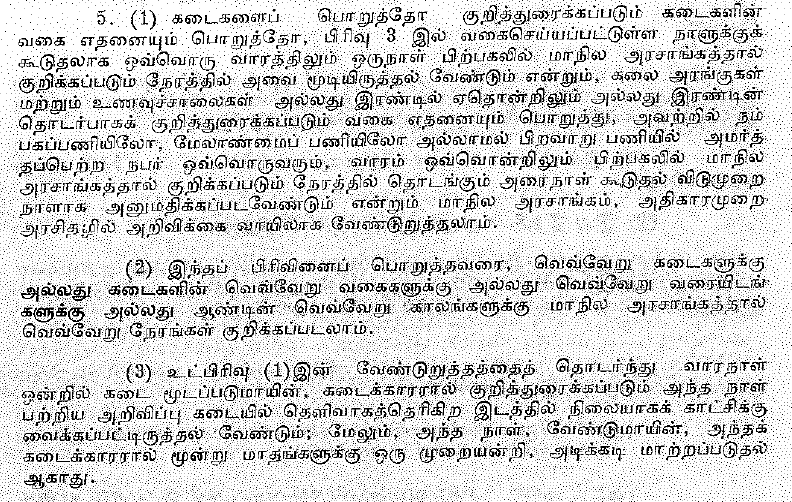 5. (1) கடைகளைப் பொறுத்தோ குறித்துரைக்கப்படும் கடைகளின்
வகை எதனையும் பொறுத்தோ, பிரிவு 3 இல் வகைசெய்யப்பட்டுள்ள நாளுக்குக்
கூடுதலாக ஒவ்வொரு வாரத்திலும் ஒருநாள் பிற்பகலில் மாநில அரசாங்கத்தால்
குறிக்கப்படும் நேரத்தில் அவை மூடியிருத்தல் வேண்டும் என்றும், கலை அரங்குகள்
மற்றும் உணவுச்சாலைகள் அல்லது இரண்டில் ஏதொன்றிலும் அல்லது இரண்டின்
தொடர்பாகக் குறித்துரைக்கப்படும் வகை எதனையும் பொறுத்து, அவற்றில் நம்
பகப்பணியிலோ, மேலாண்மைப் பணியிலோ அல்லாமல் பிறவாறு பணியில் அமர்த்
தப்பெற்ற நபர் ஒவ்வொருவரும், வாரம் ஒவ்வொன்றிலும் பிற்பகலில் மாநில
அரசாங்கத்தால் குறிக்கப்படும் நேரத்தில் தொடங்கும் அரைநாள் கூடுதல் விடுமுறை
நாளாக அனுமதிக்கப்படவேண்டும் என்றும் மாநில அரசாங்கம், அதிகாரமுறை
அரசிதழில் அறிவிக்கை வாயிலாக வேண்டுறுத்தலாம்.
(2) இந்தப் பிரிவினைப் பொறுத்தவரை, வெவ்வேறு கடைகளுக்கு
அல்லது கடைகளின் வெவ்வேறு வகைகளுக்கு அல்லது வெவ்வேறு வரையிடங்
களுக்கு அல்லது ஆண்டின் வெவ்வேறு காலங்களுக்கு மாநில அரசாங்கத்தால்
வெவ்வேறு நேரங்கள் குறிக்கப்படலாம்.
(3) உட்பிரிவு (1)இன் வேண்டுறுத்தத்தைத் தொடர்ந்து வாரநாள்
ஒன்றில் கடை மூடப்படுமாயின், கடைக்காரரால் குறித்துரைக்கப்படும் அந்த நாள்
பற்றிய அறிவிப்பு கடையில் தெளிவாகத்தெரிகிற இடத்தில் நிலையாகக் காட்சிக்கு
வைக்கப்பட்டிருத்தல் வேண்டும்; மேலும், அந்த நாள், வேண்டுமாயின், அந்தக்
கடைக்காரரால் மூன்று மாதங்களுக்கு ஒரு முறையன்றி, அடிக்கடி மாற்றப்படுதல்
ஆகாது.